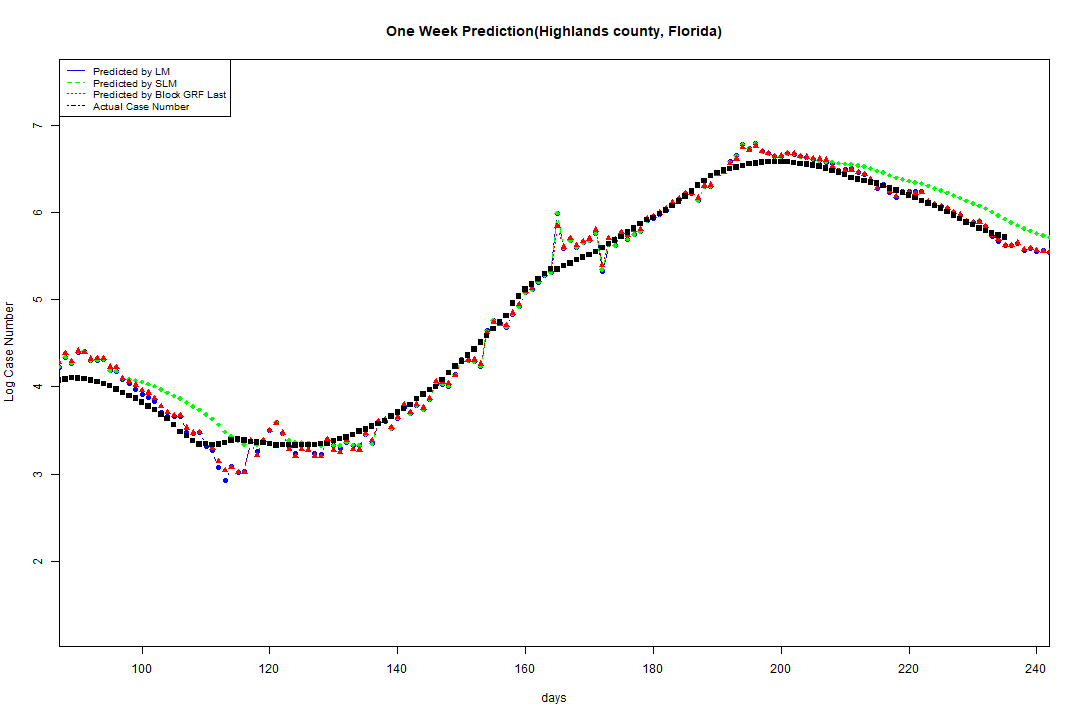 One Week Prediction(Highlands county, Florida)
Predicted by LM
Predicted by SLM
Predicted by Block GRF Last
Actual Case Number
7
6
5
4
3
2
Log Case Number
100 120 140 160 180 200 220 240
days